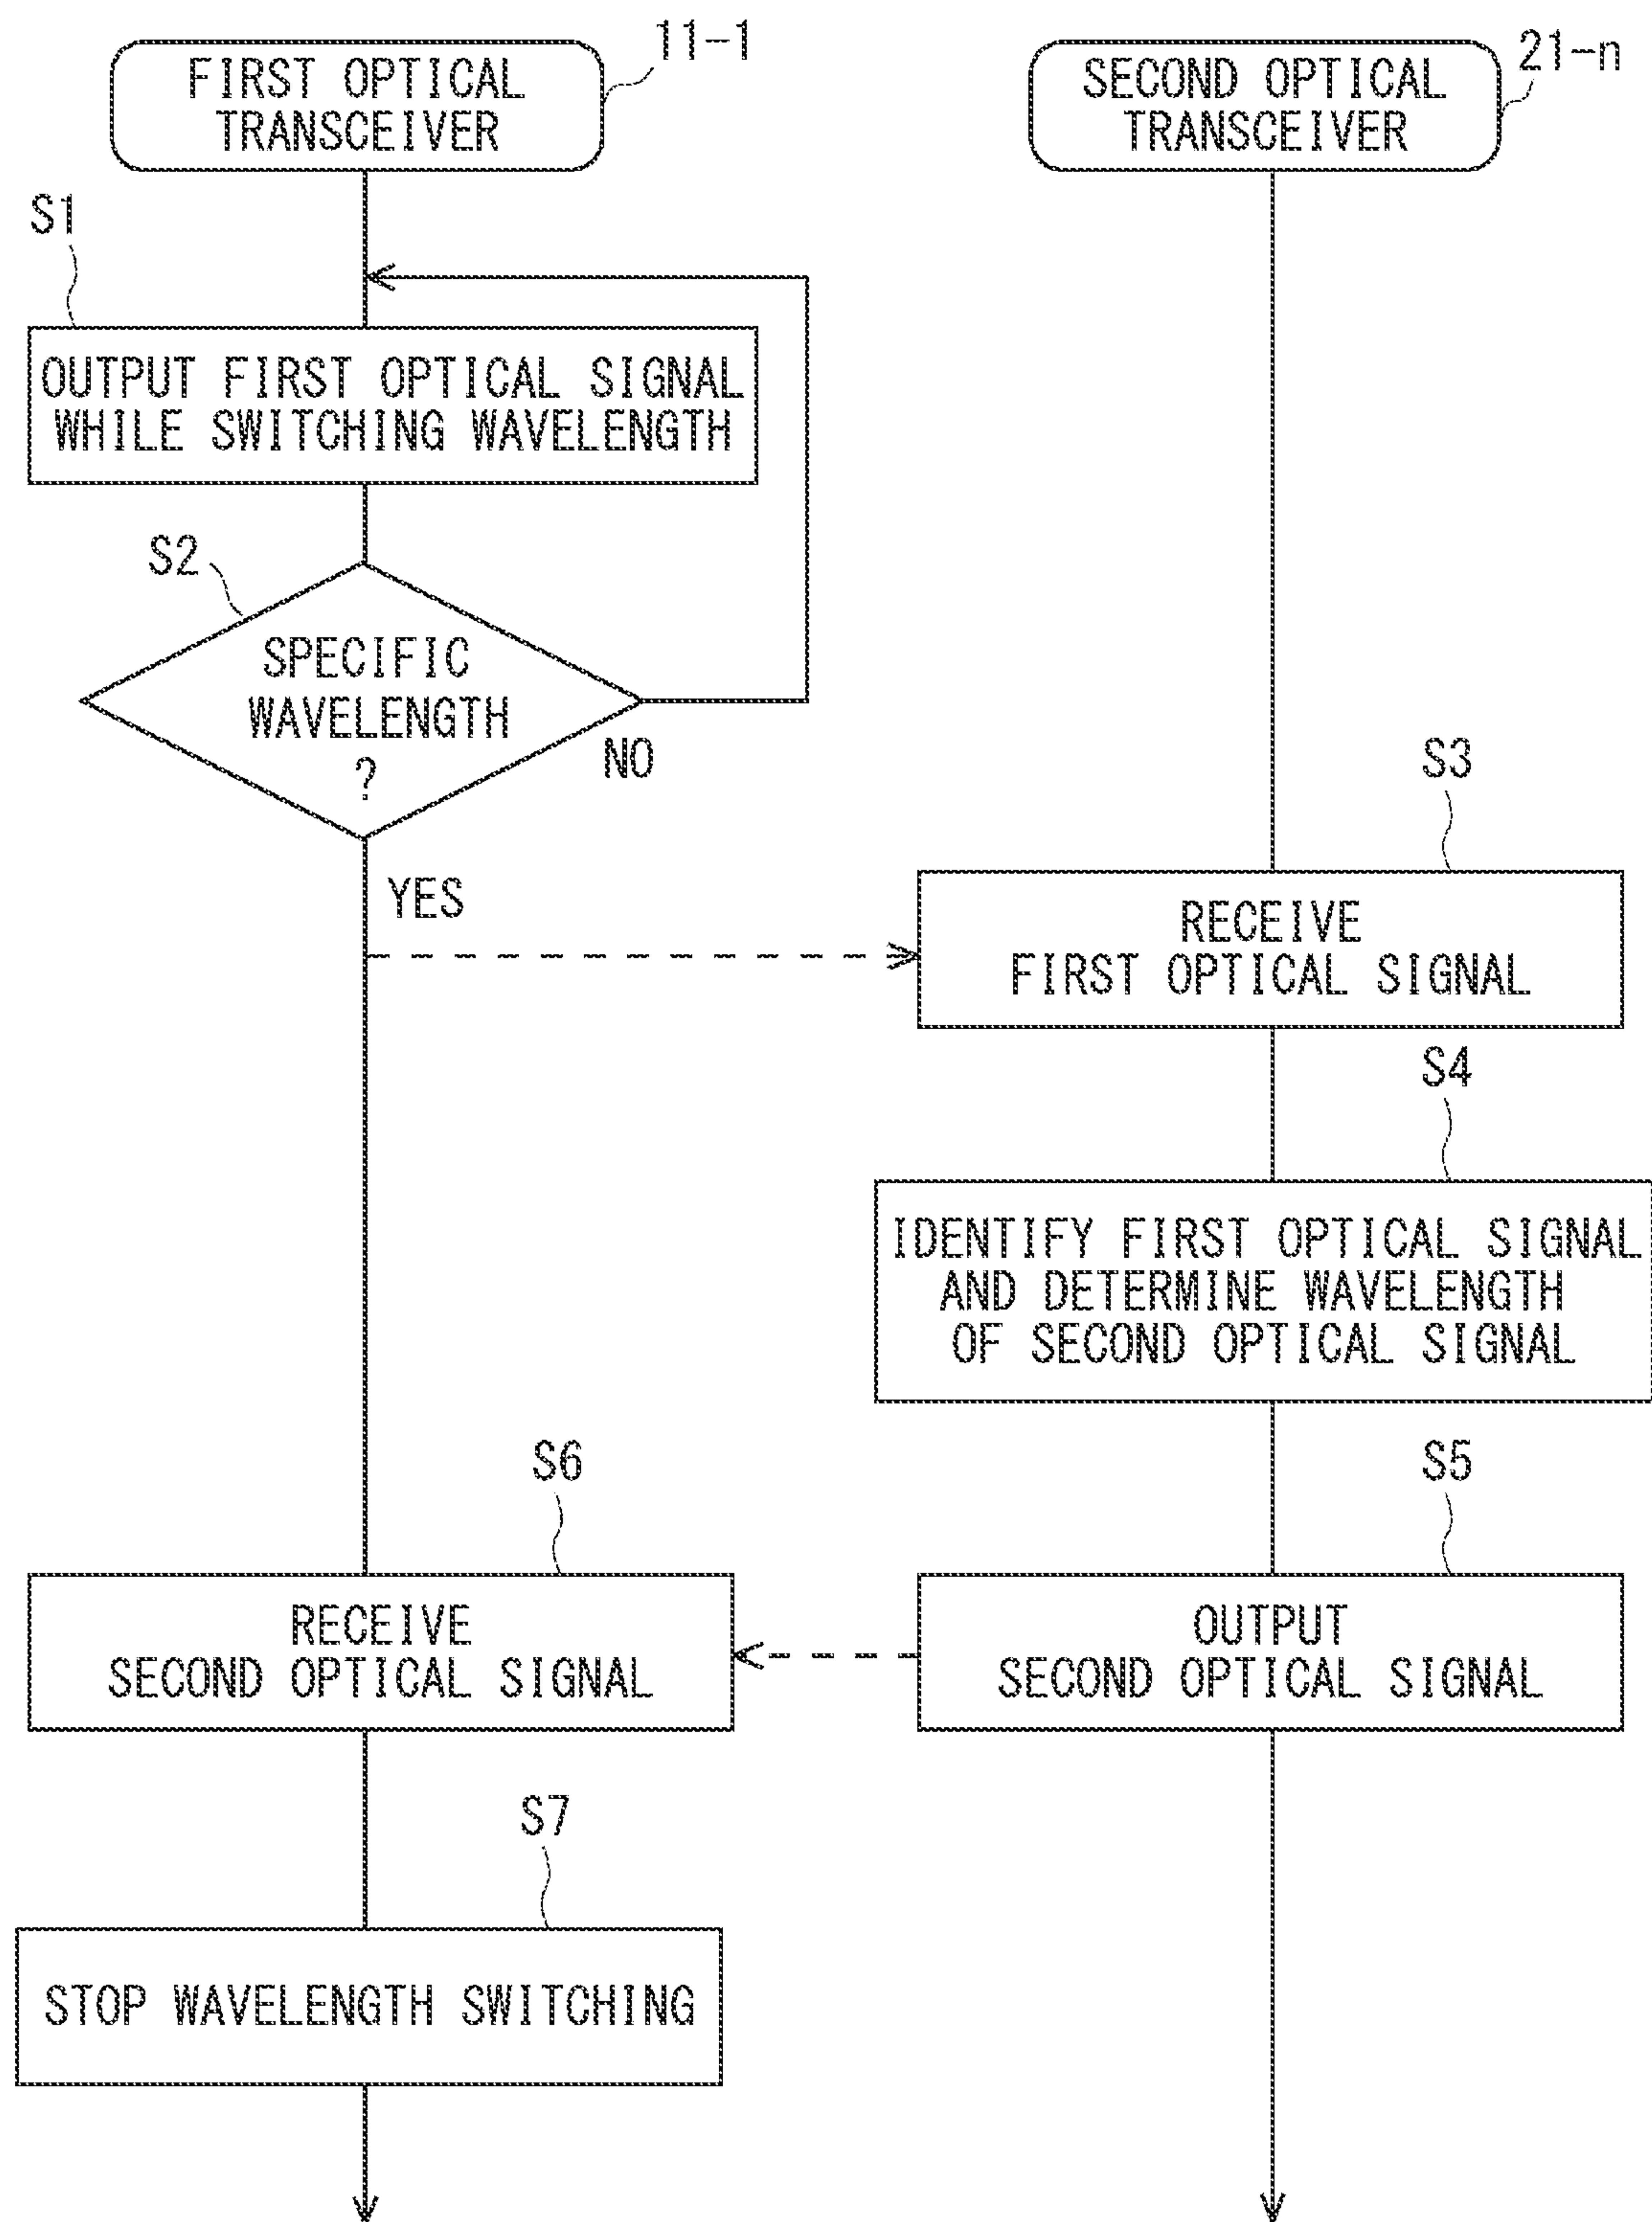 11-1
FIRST OPTICAL
TRANSCEIVER
21-n
SECOND OPTICAL
TRANSCEIVER
S1
OUTPUT FIRST OPTICAL SIGNAL
WHILE SWITCHING WAVELENGTH
S2
SPECIFIC
WAVELENGTH
?
NO
YES
S3
RECEIVE
FIRST OPTICAL SIGNAL
S4
IDENTIFY FIRST OPTICAL SIGNAL
AND DETERMINE WAVELENGTH
OF SECOND OPTICAL SIGNAL
S6
S5
RECEIVE
SECOND OPTICAL SIGNAL
OUTPUT
SECOND OPTICAL SIGNAL
S7
STOP WAVELENGTH SWITCHING